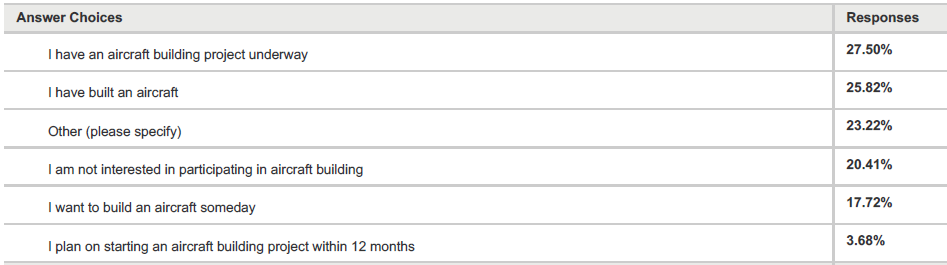 Answer Choices Responses
I have an aircraft building project underway 27.50%
I have built an aircraft 25.82%
Other (please specify) 23.22%
I am not interested in participating in aircraft building 20.41%
I want to build an aircraft someday 17.72%
I plan on starting an aircraft building project within 12 months 3.68%